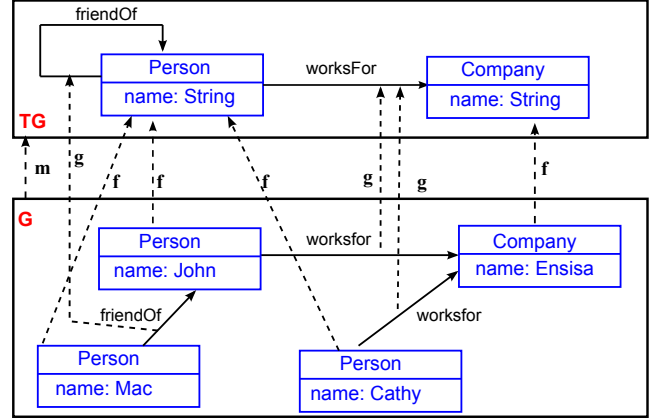 friendOf
Person
name: String
worksFor
Company
name: String
TG
m
g
f
f
f
g
g
f
G
Person
name: John
worksfor
Company
name: Ensisa
friendOf
worksfor
Person
name: Mac
Person
name: Cathy